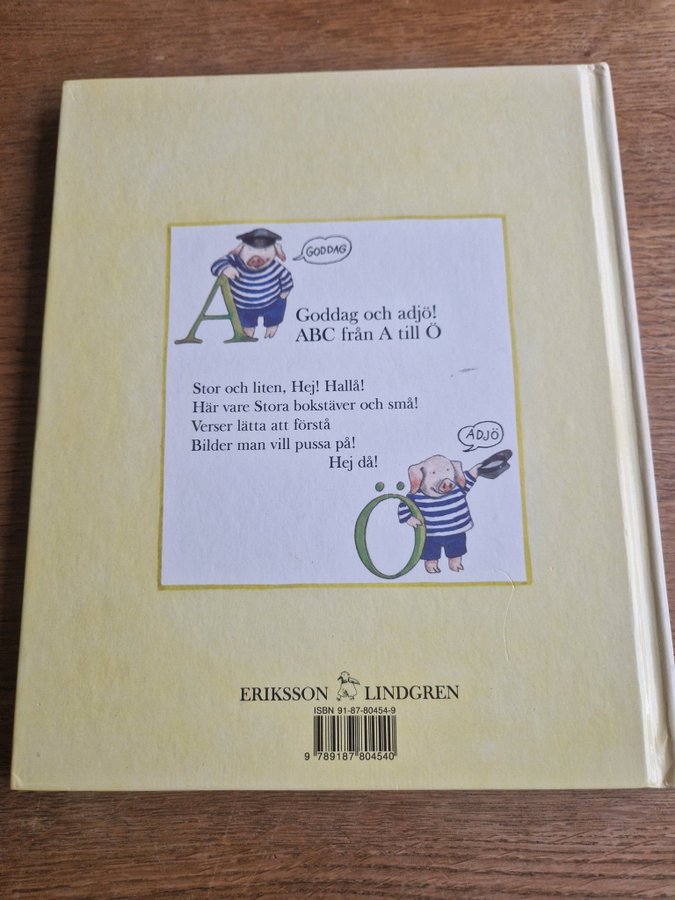 GODDAG
A
Goddag och adjö!
ABC från A till Ö
Stor och liten, Hej! Hallå!
Här vare Stora bokstäver och små!
Verser lätta att förstå
Bilder man vill pussa på!
Hej då!
ADJÖ
Ö
ERIKSSON LINDGREN
ISBN 91-87-80454-9
9 789187 804540